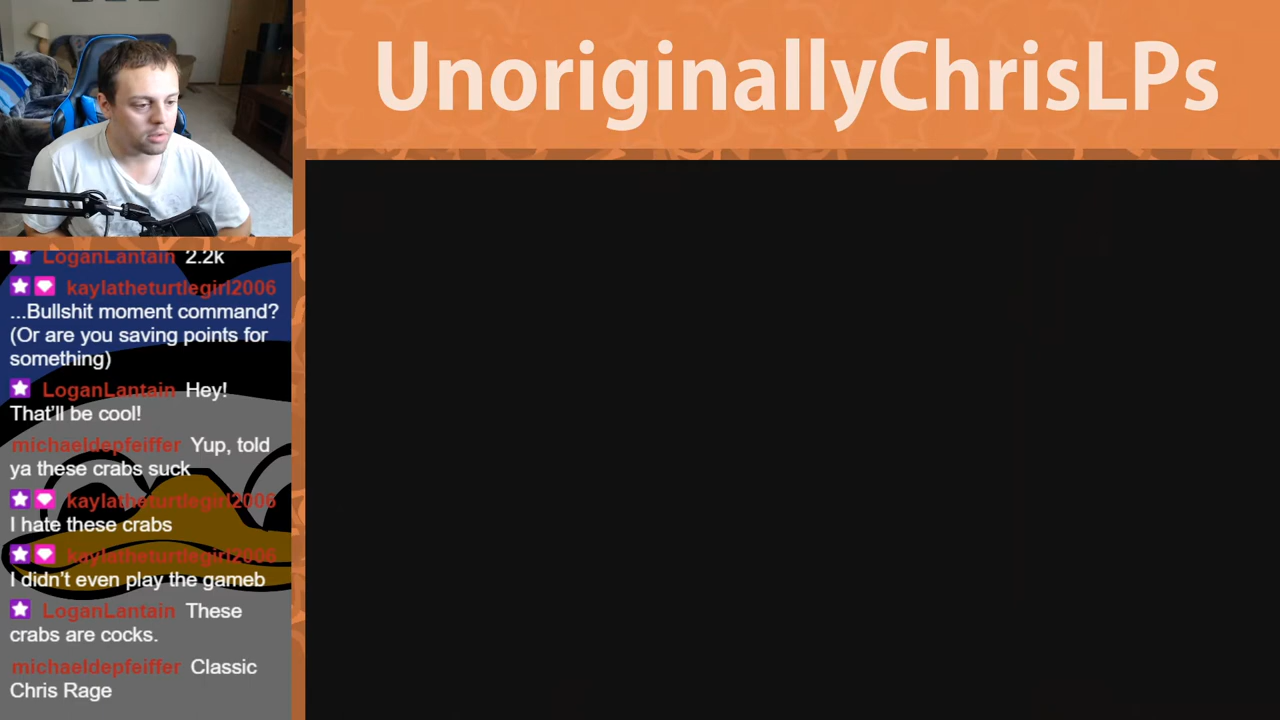 UnoriginallyChrisLPs
LoganLantain 2.2k
kaylatheturtlegirl2006
...Bullshit moment command?
(Or are you saving points for
something)
LoganLantain Hey!
That'll be cool!
michaeldepfeiffer Yup, told
ya these crabs suck
kaylatheturtlegirl2006
I hate these crabs
kaylatheturtlegirl2006
I didn't even play the gameb
LoganLantain These
crabs are cocks.
michaeldepfeiffer Classic
Chris Rage